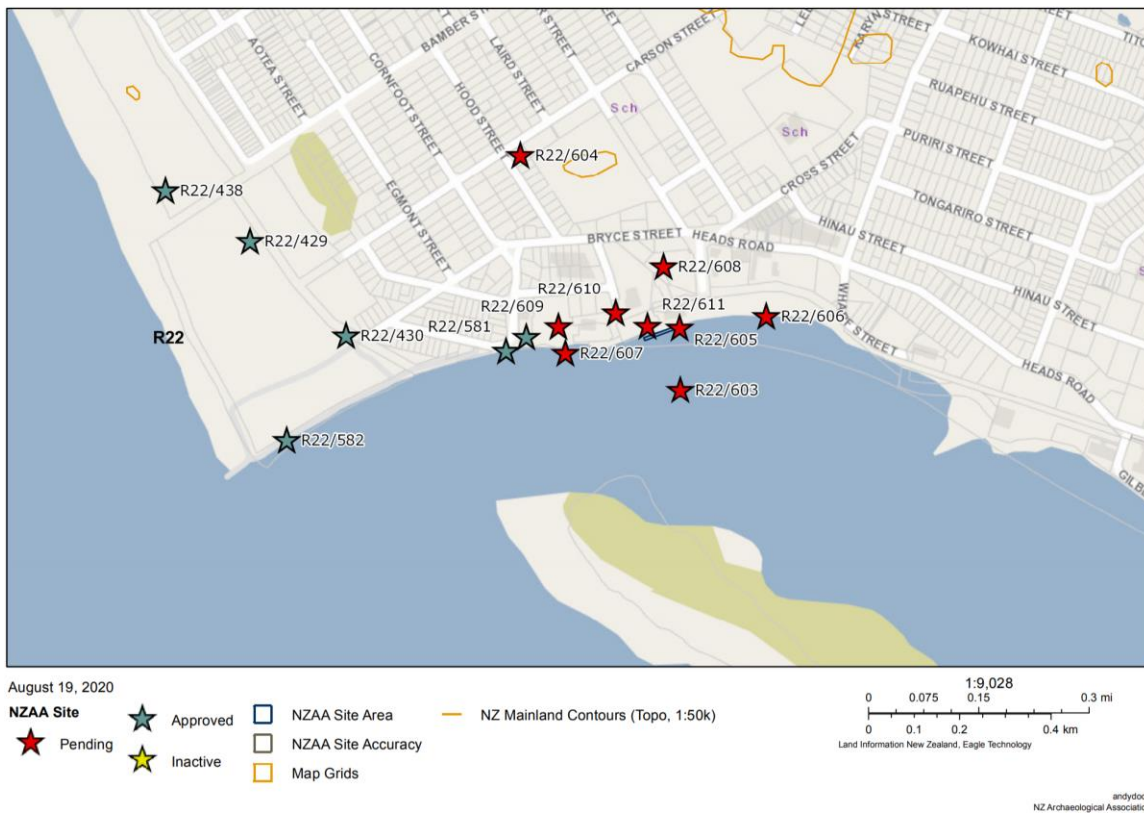 AOTEA STREET
CORNFOOT STREET
BAMBER STREET
LAIRD STREET
HOOD STREET
CARSON STREET
KARYN STREET
KOWHAI STREET
RUAPEHU STREET
PURIRI STREET
TONGARIRO STREET
HINAU STREET
HINAU STREET
CROSS STREET
Sch
Sch
EGMONT STREET
BRYCE STREET
HEADS ROAD
WHARF STREET
HEADS ROAD
R22/604
R22/438
R22/429
R22/608
R22/610
R22/609
R22/611
R22/606
R22/581
R22/430
R22
R22/605
R22/607
R22/603
R22/582
August 19, 2020
NZAA Site
Pending
Approved
Inactive
NZAA Site Area
NZAA Site Accuracy
Map Grids
NZ Mainland Contours (Topo, 1:50k)
1:9,028
0 0.075 0.15 0.3 mi
0 0.1 0.2 0.4 km
Land Information New Zealand, Eagle Technology
andydoc
NZ Archaeological Associatio